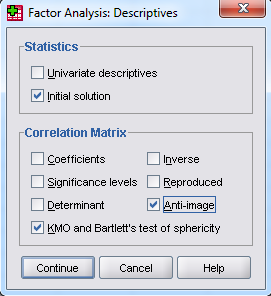 Factor Analysis: Descriptives
Statistics
Univariate descriptives
Initial solution
Correlation Matrix
Coefficients Inverse
Significance levels Reproduced
Determinant Anti-image
KMO and Bartlett's test of sphericity
Continue Cancel Help